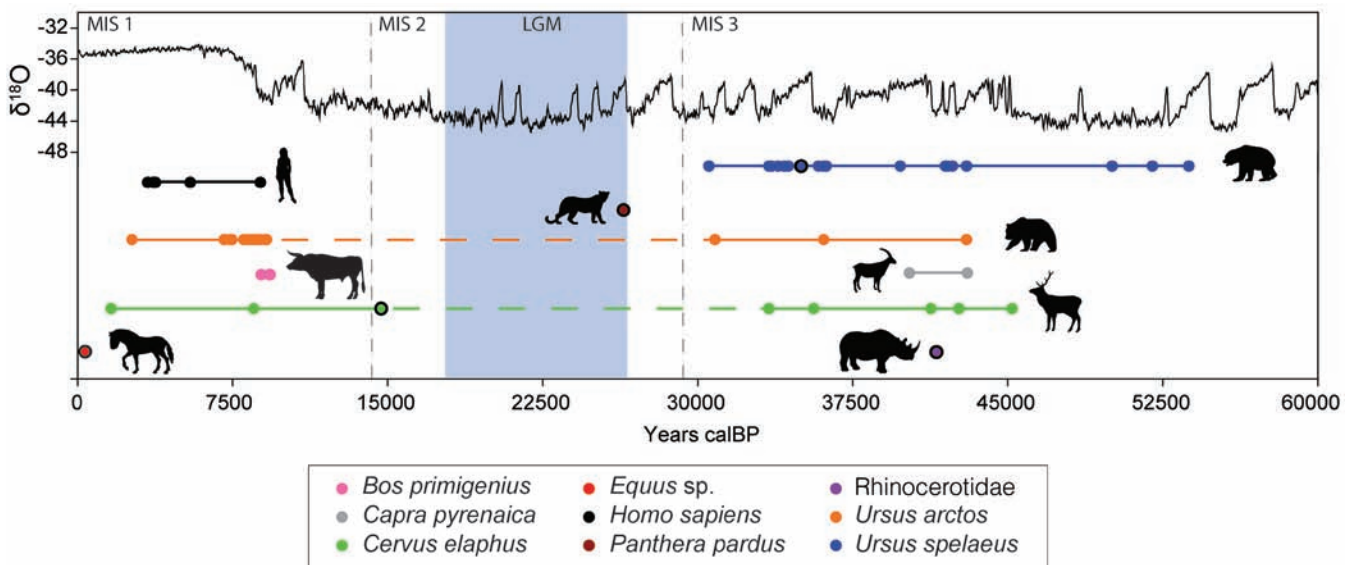 MIS 1 MIS 2 LGM MIS 3
-32
-36
-40
-44
-48
δ18O
0 7500 15000 22500 30000 37500 45000 52500 60000
Years calBP
Bos primigenius Equus sp. Rhinocerotidae
Capra pyrenaica Homo sapiens Ursus arctos
Cervus elaphus Panthera pardus Ursus spelaeus